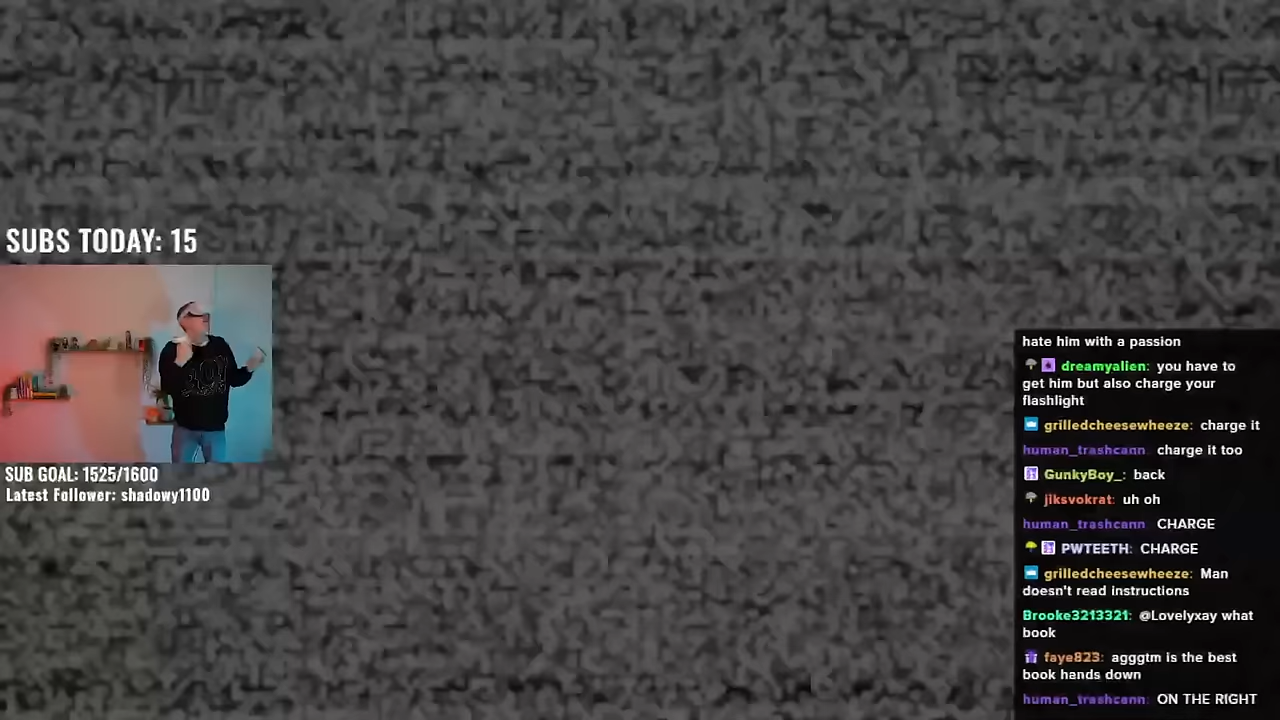 SUBS TODAY: 15
SUB GOAL: 1525/1600
Latest Follower: shadowy1100
hate him with a passion
dreamyalien: you have to
get him but also charge your
flashlight
grilledcheesewheeze: charge it
human_trashcann: charge it too
GunkyBoy_: back
jiksvokrat: uh oh
human_trashcann: CHARGE
PWTEETH: CHARGE
grilledcheesewheeze: Man
doesn't read instructions
Brooke3213321: @Lovelyxay what
book
faye823: agggtm is the best
book hands down
human_trashcann: ON THE RIGHT